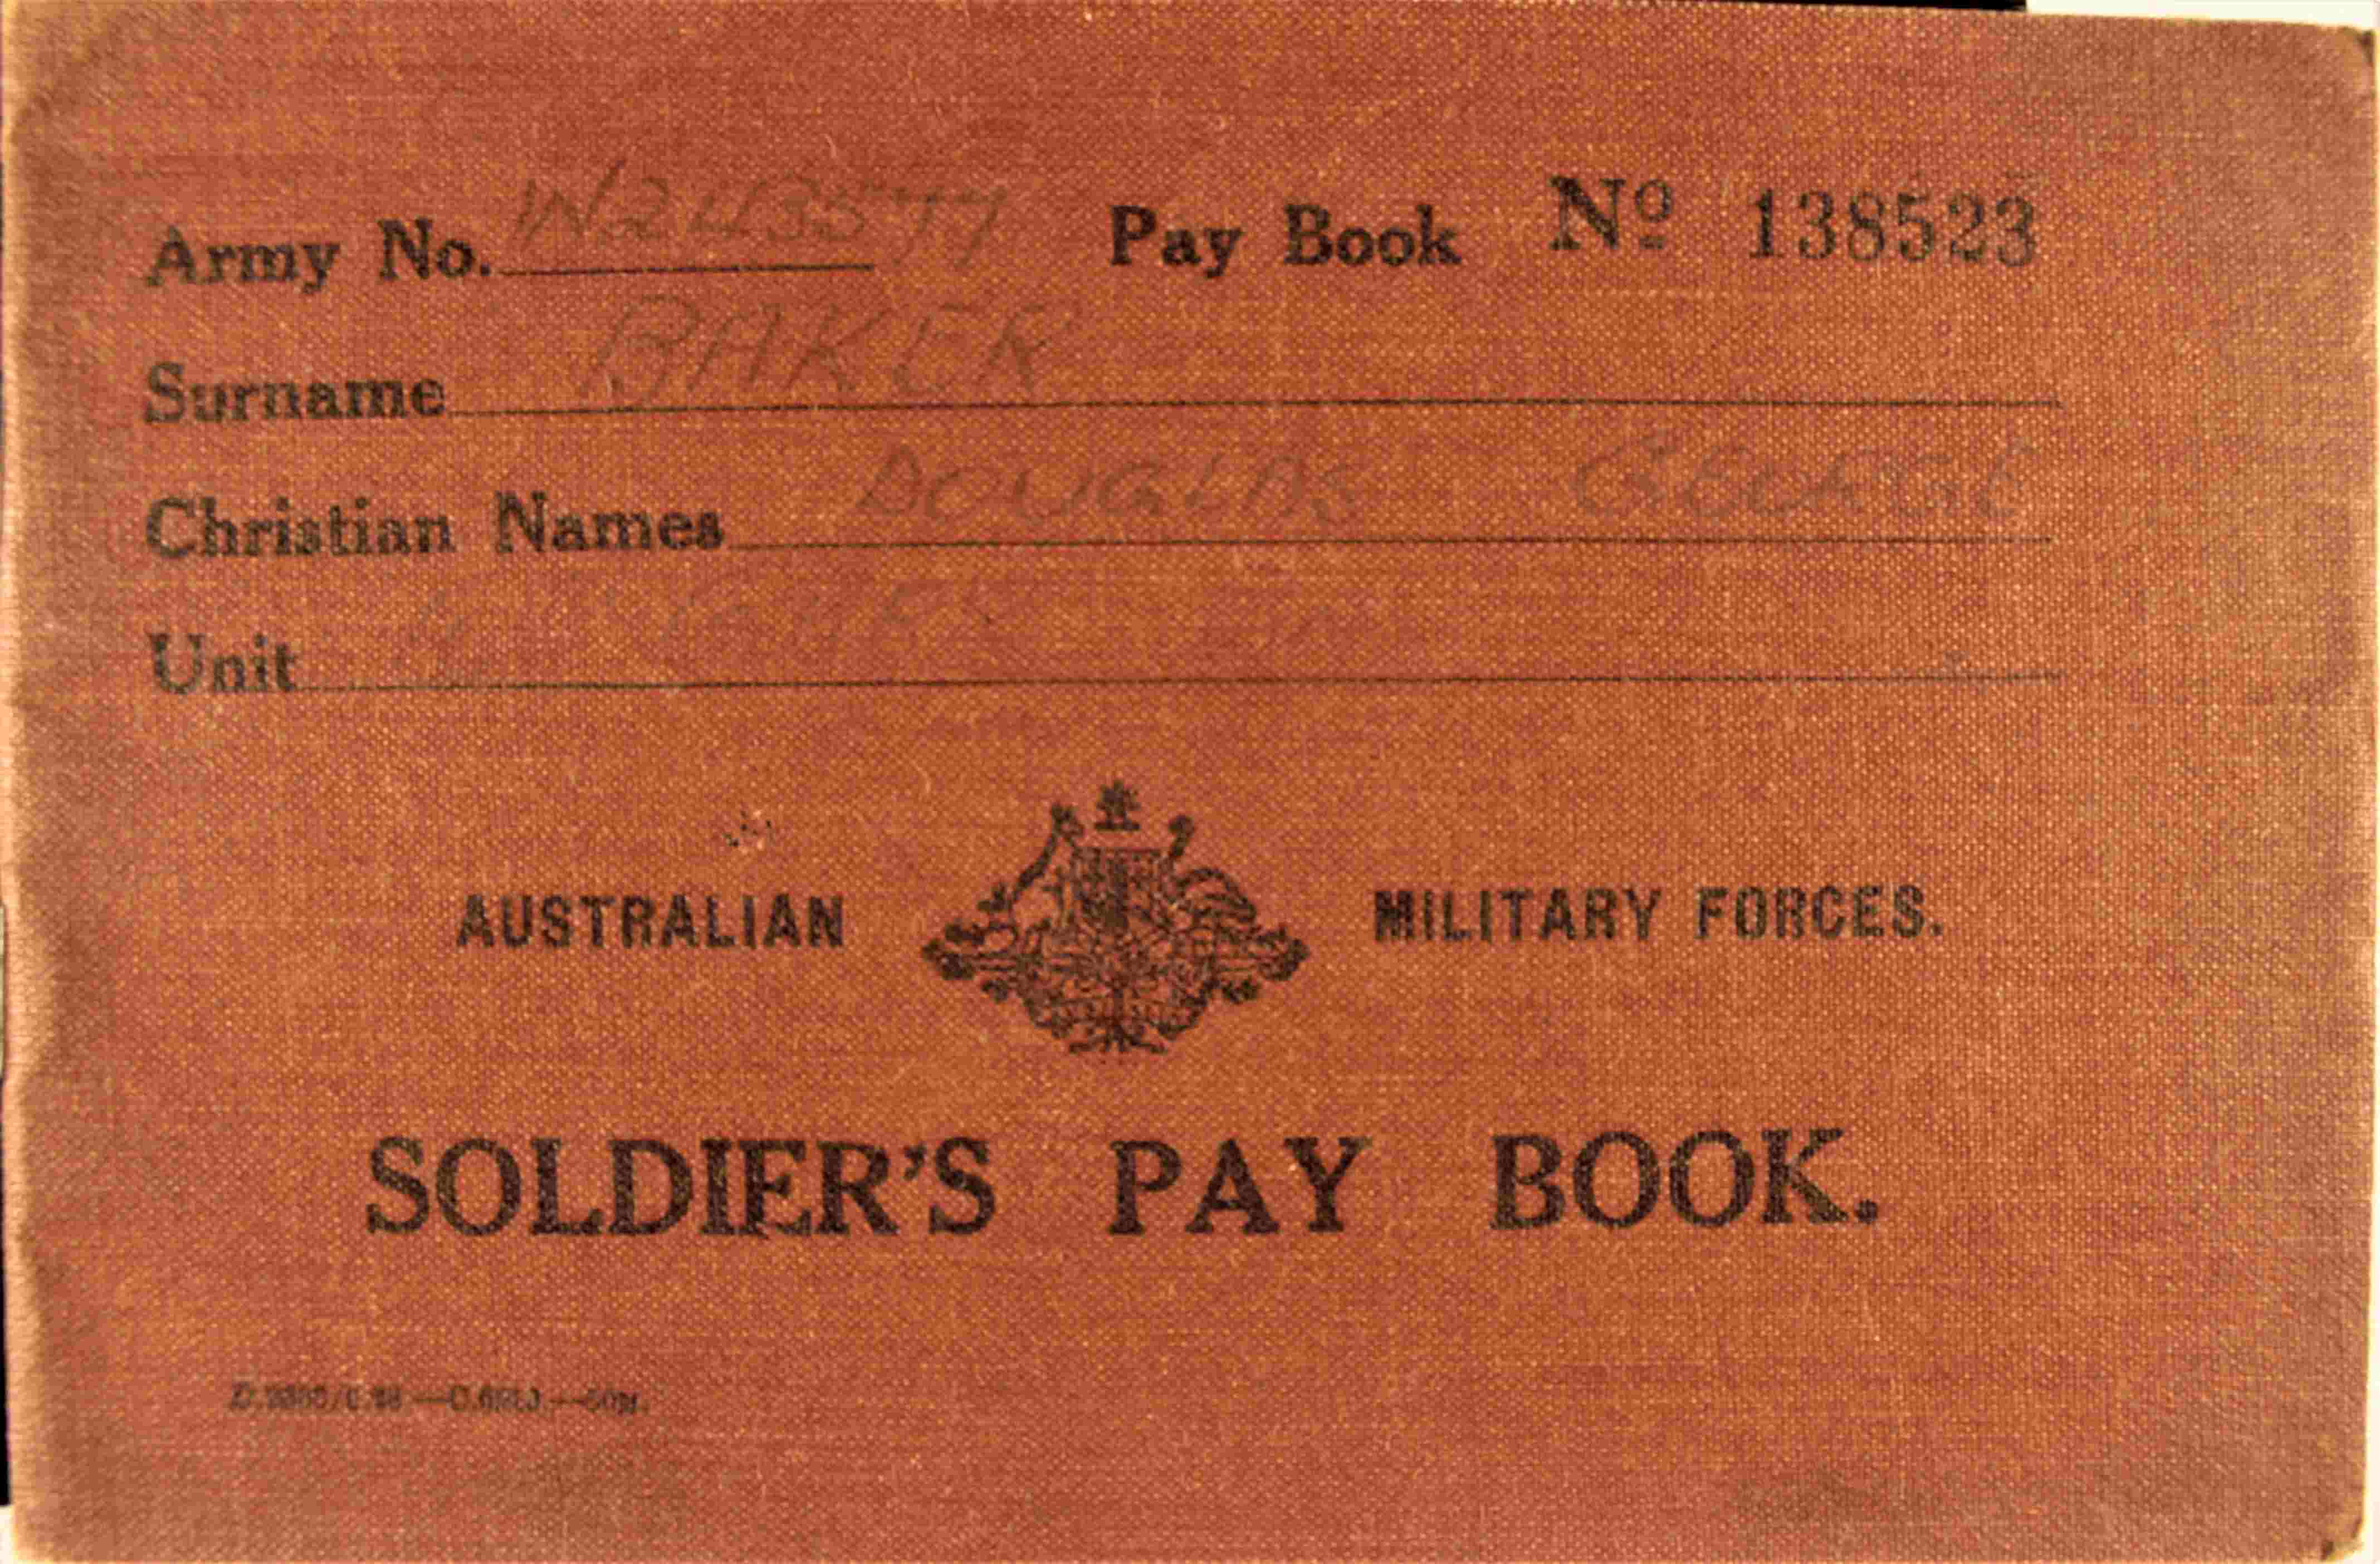 Army No. N243577 Pay Book Nº 138523
Surname BAKER
Christian Names DOUGLAS GEORGE
Unit
AUSTRALIAN MILITARY FORCES.
SOLDIER'S PAY BOOK.